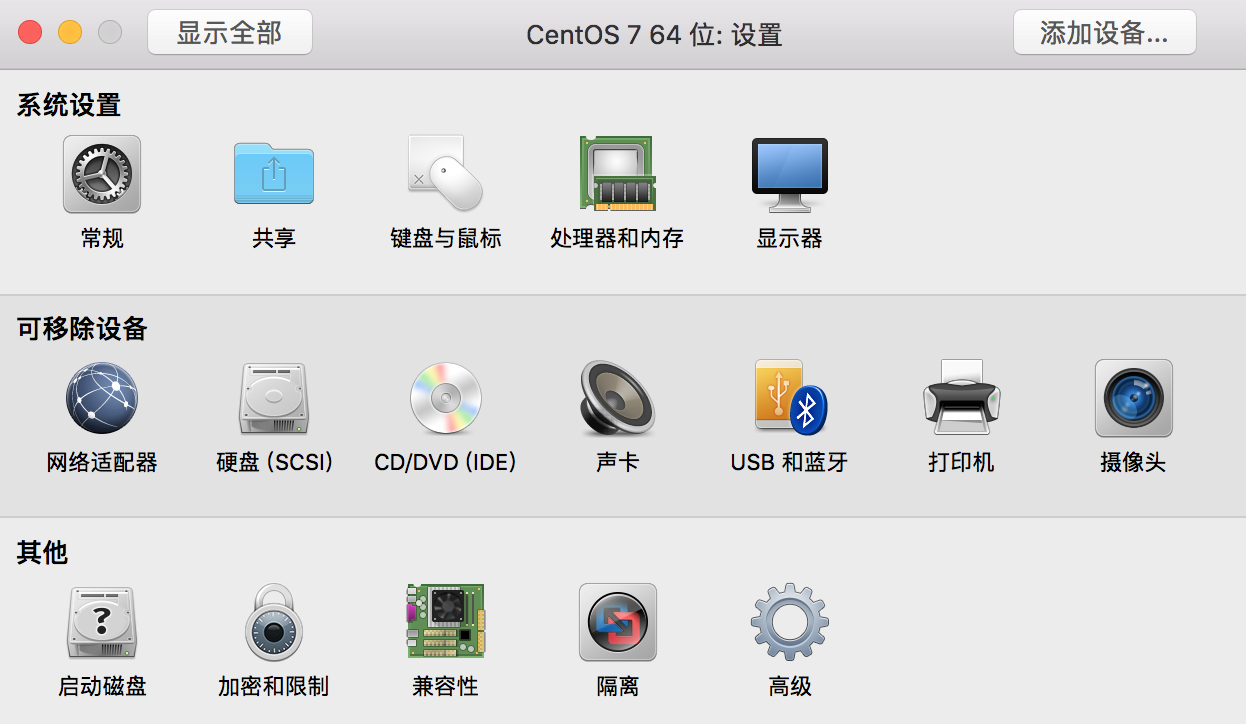 显示全部
CentOS 7 64 位: 设置
添加设备...
系统设置
常规
共享
键盘与鼠标
处理器和内存
显示器
可移除设备
网络适配器
硬盘 (SCSI)
CD/DVD (IDE)
声卡
USB 和蓝牙
打印机
摄像头
其他
?
启动磁盘
加密和限制
兼容性
隔离
高级